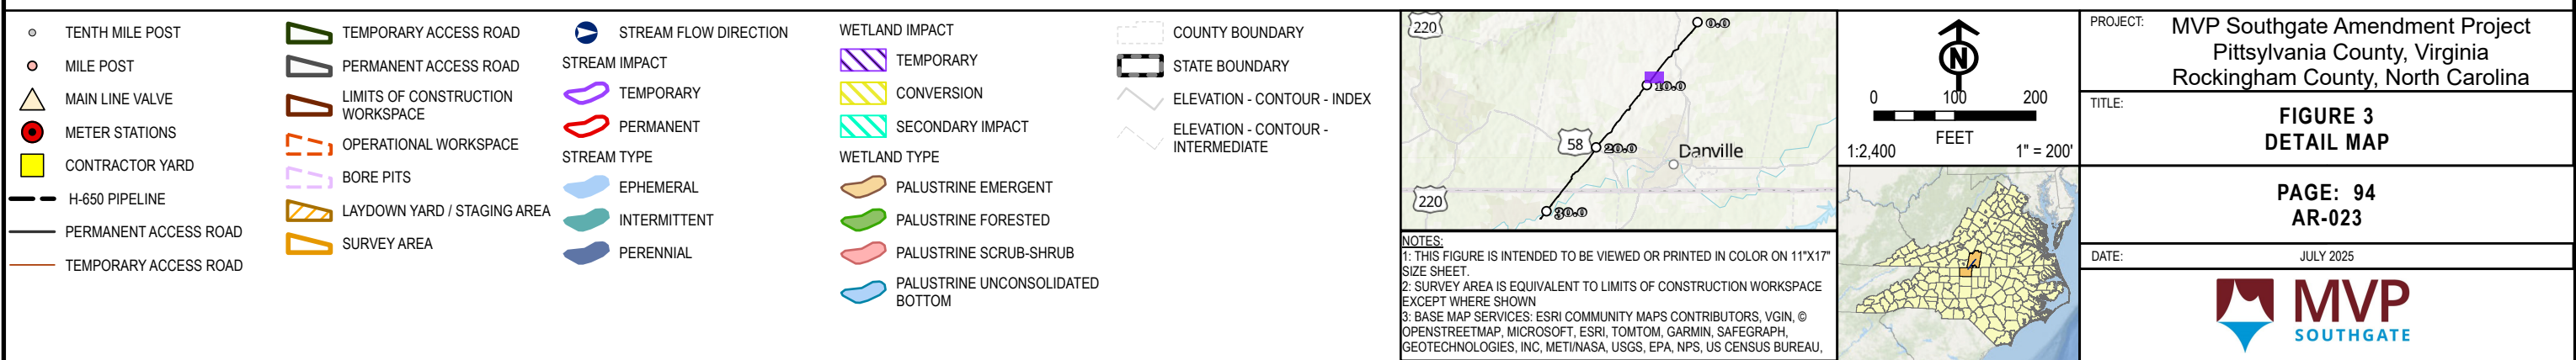 TENTH MILE POST
MILE POST
MAIN LINE VALVE
METER STATIONS
CONTRACTOR YARD
H-650 PIPELINE
PERMANENT ACCESS ROAD
TEMPORARY ACCESS ROAD
TEMPORARY ACCESS ROAD
PERMANENT ACCESS ROAD
LIMITS OF CONSTRUCTION
WORKSPACE
OPERATIONAL WORKSPACE
BORE PITS
LAYDOWN YARD / STAGING AREA
SURVEY AREA
STREAM FLOW DIRECTION
STREAM IMPACT
TEMPORARY
PERMANENT
STREAM TYPE
EPHEMERAL
INTERMITTENT
PERENNIAL
WETLAND IMPACT
TEMPORARY
CONVERSION
SECONDARY IMPACT
WETLAND TYPE
PALUSTRINE EMERGENT
PALUSTRINE FORESTED
PALUSTRINE SCRUB-SHRUB
PALUSTRINE UNCONSOLIDATED
BOTTOM
COUNTY BOUNDARY
STATE BOUNDARY
ELEVATION - CONTOUR - INDEX
ELEVATION - CONTOUR -
INTERMEDIATE
220
0.0
10.0
58
20.0
Danville
220
30.0
NOTES:
1: THIS FIGURE IS INTENDED TO BE VIEWED OR PRINTED IN COLOR ON 11"X17"
SIZE SHEET.
2: SURVEY AREA IS EQUIVALENT TO LIMITS OF CONSTRUCTION WORKSPACE
EXCEPT WHERE SHOWN
3: BASE MAP SERVICES: ESRI COMMUNITY MAPS CONTRIBUTORS, VGIN, ©
OPENSTREETMAP, MICROSOFT, ESRI, TOMTOM, GARMIN, SAFEGRAPH,
GEOTECHNOLOGIES, INC, METI/NASA, USGS, EPA, NPS, US CENSUS BUREAU,
N
0 100 200
FEET
1:2,400 1" = 200'
PROJECT:
MVP Southgate Amendment Project
Pittsylvania County, Virginia
Rockingham County, North Carolina
TITLE:
FIGURE 3
DETAIL MAP
PAGE: 94
AR-023
DATE: JULY 2025
MVP
SOUTHGATE